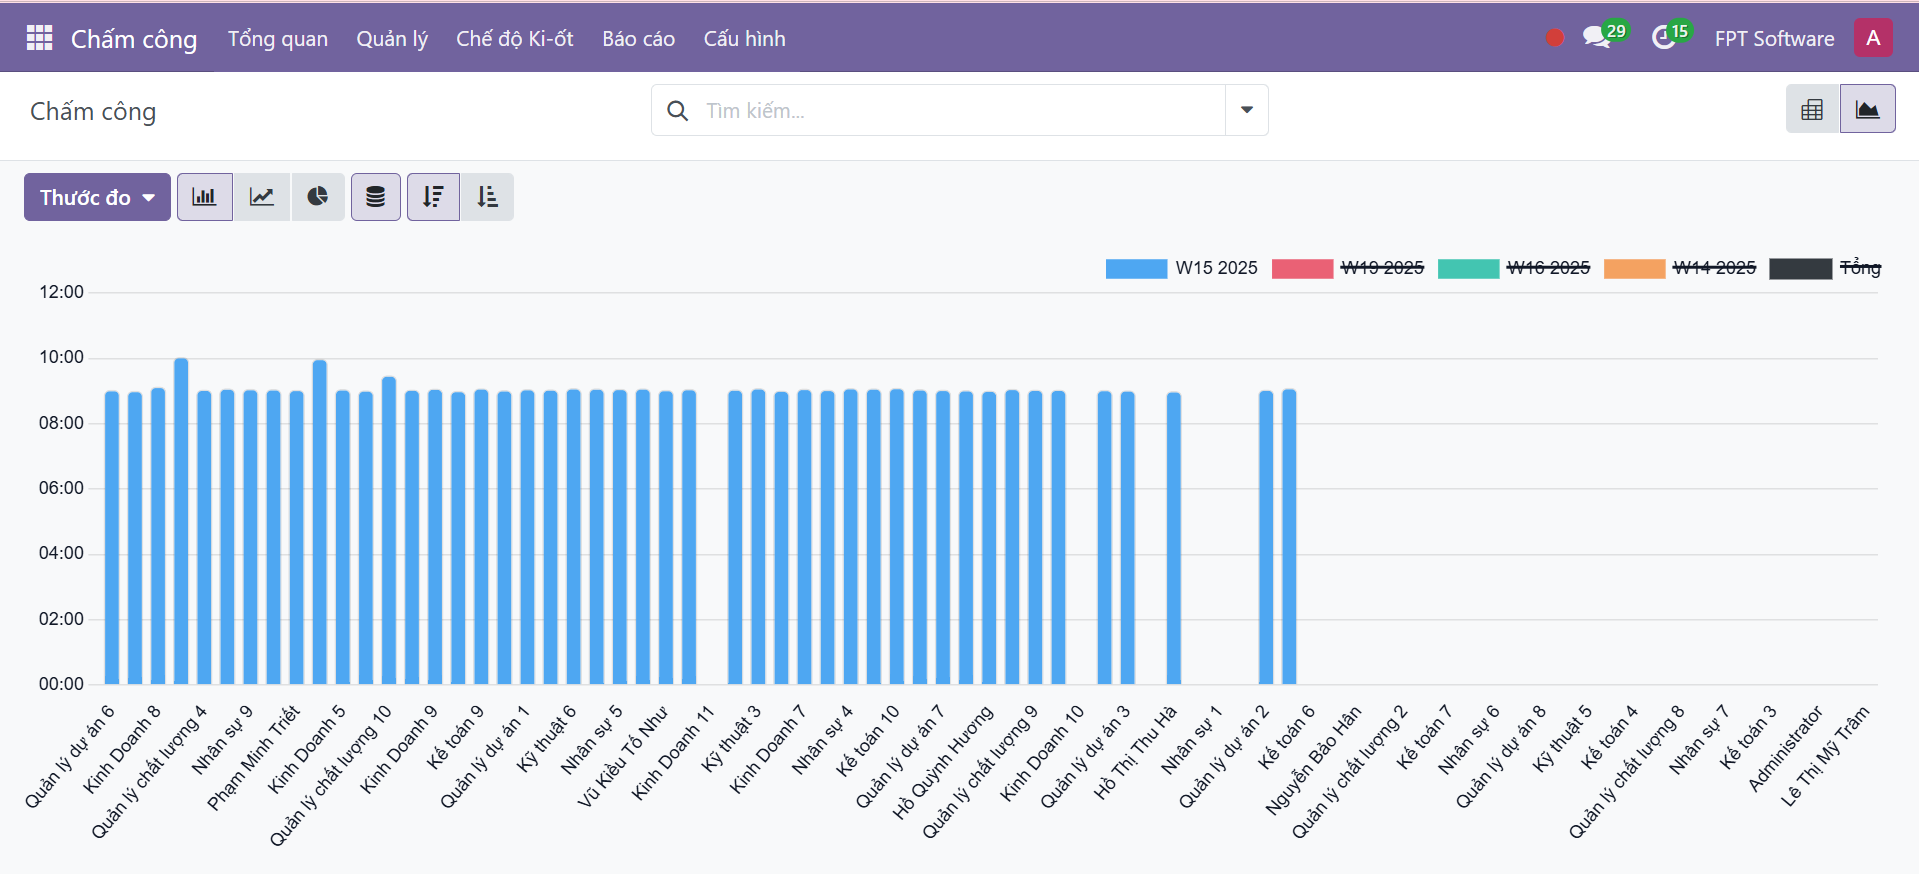 Chấm công Tổng quan Quản lý Chế độ Ki-ốt Báo cáo Cấu hình 29 15 FPT Software A
Chấm công Tìm kiếm...
Thước đo
W15 2025 W19 2025 W16 2025 W14 2025 Tổng
12:00
10:00
08:00
06:00
04:00
02:00
00:00
Quản lý dự án 6
Kinh Doanh 8
Quản lý chất lượng 4
Nhân sự 9
Phạm Minh Triết
Kinh Doanh 5
Quản lý chất lượng 10
Kinh Doanh 9
Kế toán 9
Quản lý dự án 1
Kỹ thuật 6
Nhân sự 5
Vũ Kiều Tố Như
Kinh Doanh 11
Kỹ thuật 3
Kinh Doanh 7
Nhân sự 4
Kế toán 10
Quản lý dự án 7
Hồ Quỳnh Hương
Quản lý chất lượng 9
Kinh Doanh 10
Quản lý dự án 3
Hồ Thị Thu Hà
Nhân sự 1
Quản lý dự án 2
Kế toán 6
Nguyễn Bảo Hân
Quản lý chất lượng 2
Kế toán 7
Nhân sự 6
Quản lý dự án 8
Kỹ thuật 5
Kế toán 4
Quản lý chất lượng 8
Nhân sự 7
Kế toán 3
Administrator
Lê Thị Mỹ Trâm